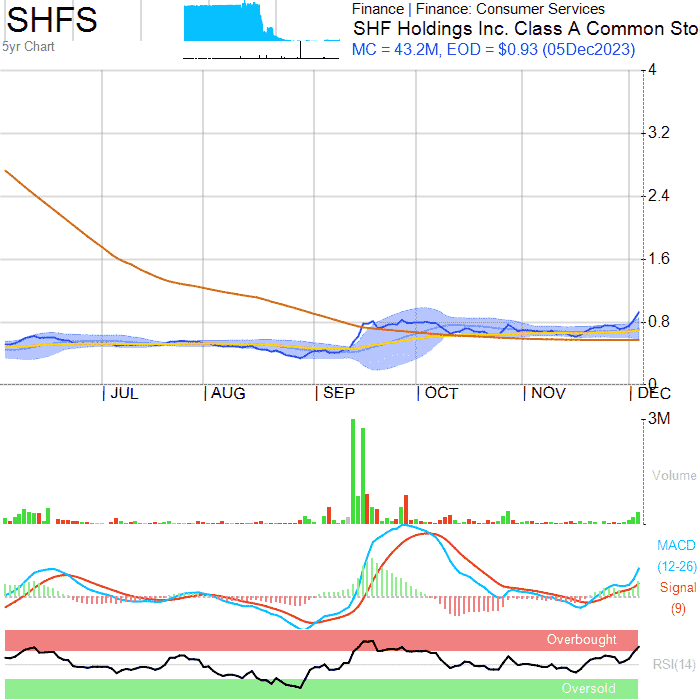 SHFS
5yr Chart
Finance | Finance: Consumer Services
SHF Holdings Inc. Class A Common Sto
MC = 43.2M, EOD = $0.93 (05Dec2023)
4
3.2
2.4
1.6
0.8
0
| JUL | AUG | SEP | OCT | NOV | DEC
3M
Volume
MACD
(12-26)
Signal
(9)
Overbought
RSI(14)
Oversold